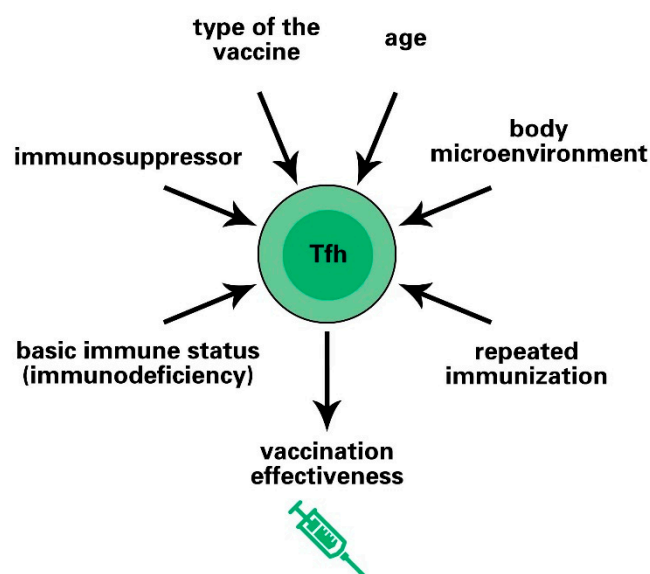 type of the
vaccine
age
immunosuppressor
body
microenvironment
Tfh
basic immune status
(immunodeficiency)
repeated
immunization
vaccination
effectiveness